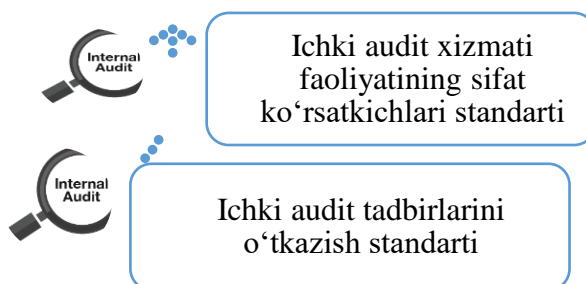 Internal
Audit
Ichki audit xizmati
faoliyatining sifat
ko‘rsatkichlari standarti
Internal
Audit
Ichki audit tadbirlarini
o‘tkazish standarti